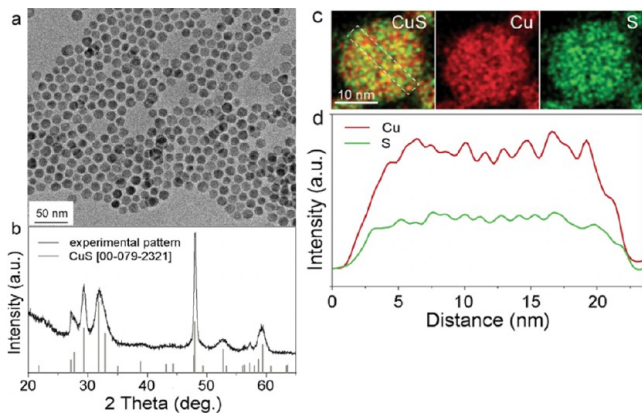 a
50 nm
b
experimental pattern
CuS [00-079-2321]
Intensity (a.u.)
20 30 40 50 60
2 Theta (deg.)
c
CuS Cu S
10 nm
d
Cu
S
Intensity (a.u.)
0 5 10 15 20
Distance (nm)